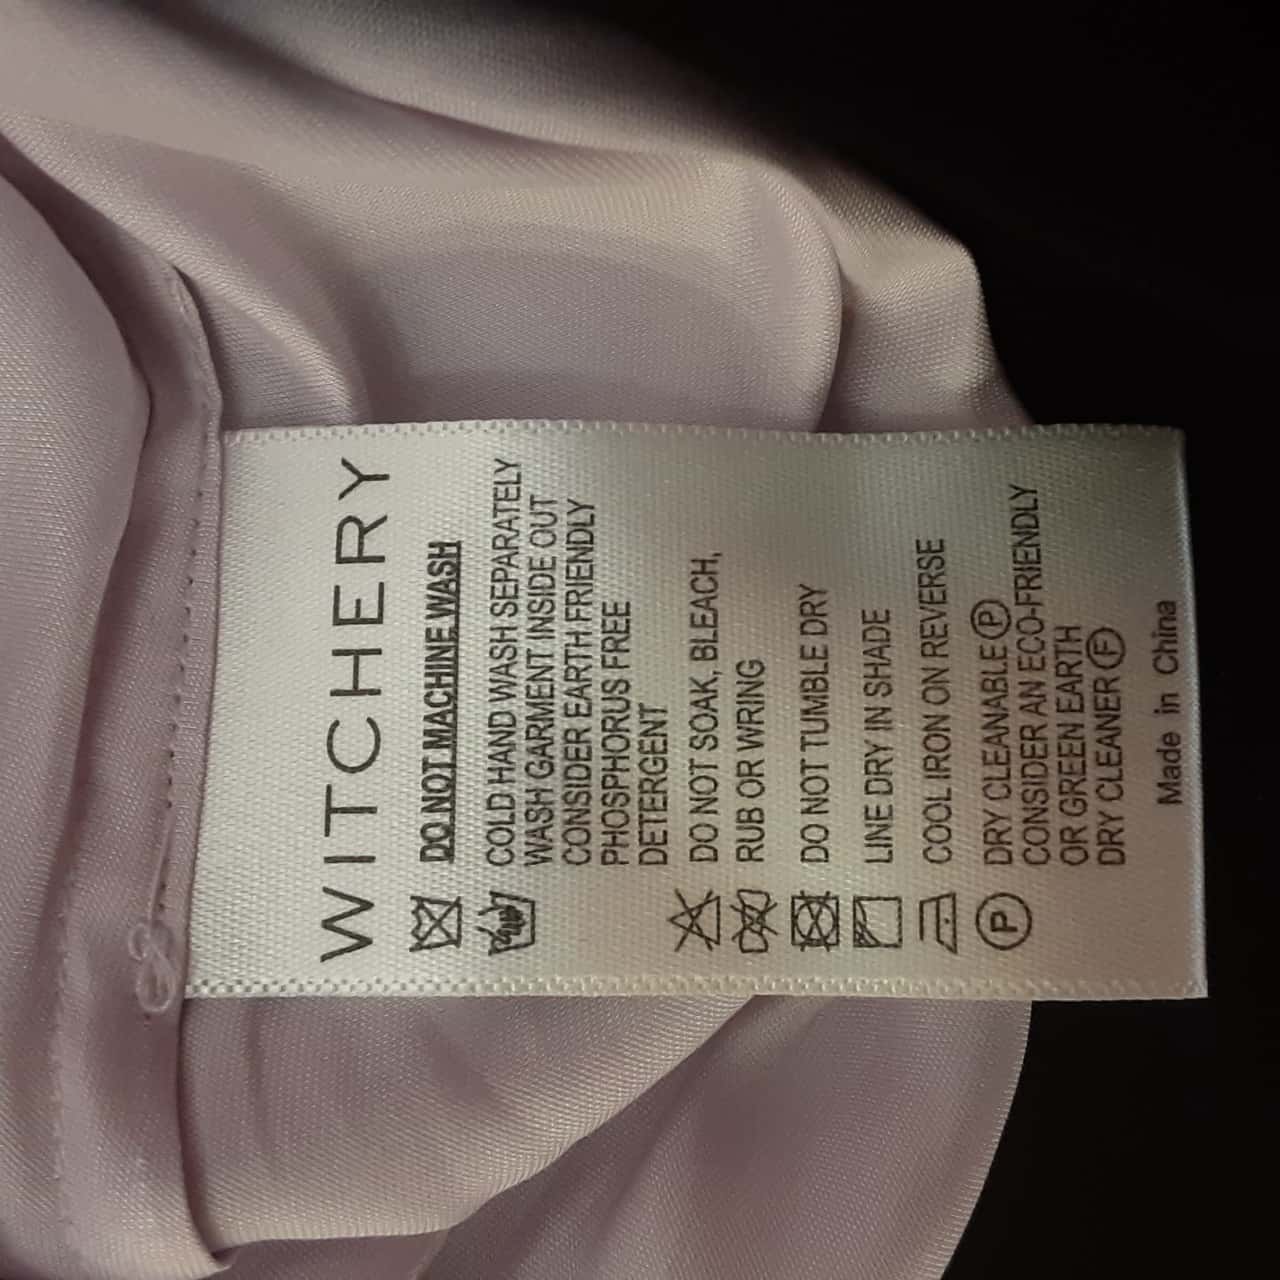 WITCHERY
DO NOT MACHINE WASH
COLD HAND WASH SEPARATELY
WASH GARMENT INSIDE OUT
CONSIDER EARTH FRIENDLY
PHOSPHORUS FREE
DETERGENT
DO NOT SOAK, BLEACH,
RUB OR WRING
DO NOT TUMBLE DRY
LINE DRY IN SHADE
COOL IRON ON REVERSE
P DRY CLEANABLE P
CONSIDER AN ECO-FRIENDLY
OR GREEN EARTH
DRY CLEANER F
Made in China